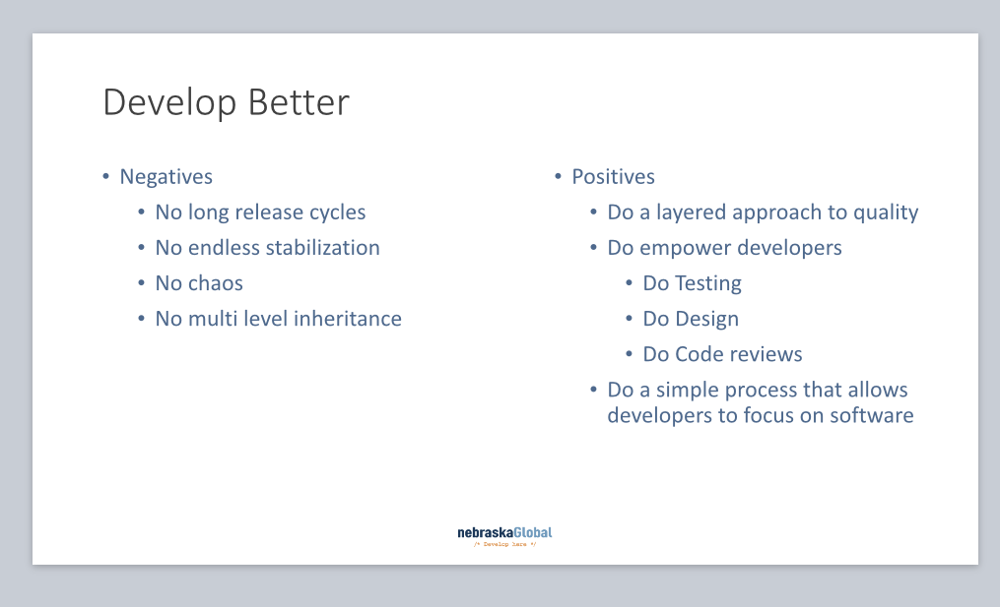 Develop Better
• Negatives
• No long release cycles
• No endless stabilization
• No chaos
• No multi level inheritance
• Positives
• Do a layered approach to quality
• Do empower developers
• Do Testing
• Do Design
• Do Code reviews
• Do a simple process that allows
developers to focus on software
nebraskaGlobal
/* Develop here */